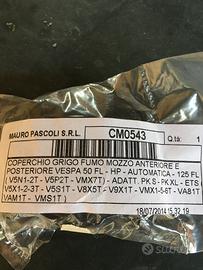 MAURO PASCOLI S.R.L.
CM0543
Q.tà: 1
COPERCHIO GRIGO FUMO MOZZO ANTERIORE E
POSTERIORE VESPA 50 FL - HP - AUTOMATICA - 125 FL
( V5N1-2T - V5P2T - VMX7T) - ADATT. PK S - PK XL - ETS
( V5X1-2-3T - V5S1T - V8X5T - V9X1T - VMX1-5-6T - VA81T
VAM1T - VMS1T )
18/07/2014 15.32.19
subito